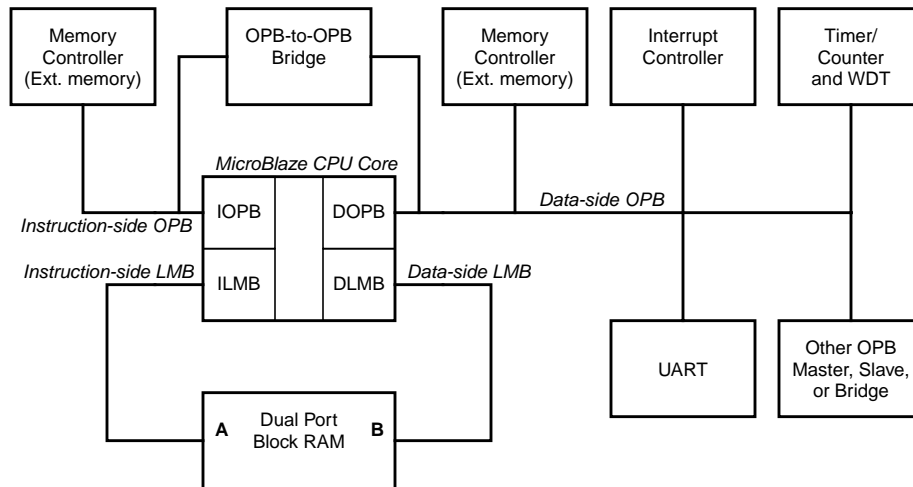 Memory
Controller
(Ext. memory)
OPB-to-OPB
Bridge
Memory
Controller
(Ext. memory)
Interrupt
Controller
Timer/
Counter
and WDT
MicroBlaze CPU Core
IOPB
DOPB
Data-side OPB
Instruction-side OPB
Instruction-side LMB
ILMB
DLMB
Data-side LMB
UART
Other OPB
Master, Slave,
or Bridge
A
Dual Port
Block RAM
B